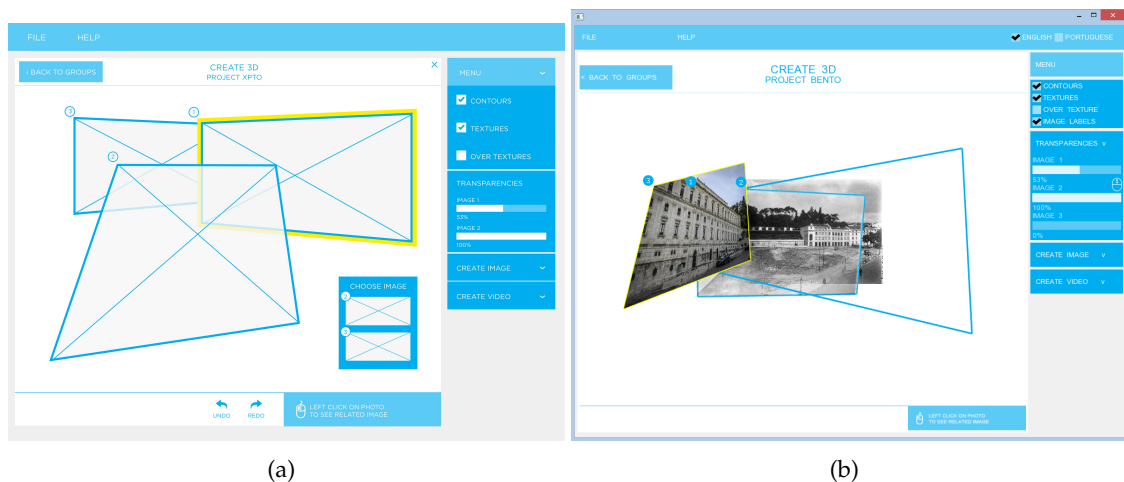 FILE HELP
‹ BACK TO GROUPS
CREATE 3D
PROJECT XPTO
×
MENU
CONTOURS
TEXTURES
OVER TEXTURES
TRANSPARENCIES
IMAGE 1
53%
IMAGE 2
100%
CREATE IMAGE
CREATE VIDEO
3
1
2
CHOOSE IMAGE
2
3
UNDO REDO
LEFT CLICK ON PHOTO
TO SEE RELATED IMAGE
(a)
FILE HELP ENGLISH PORTUGUESE
< BACK TO GROUPS
CREATE 3D
PROJECT BENTO
MENU
CONTOURS
TEXTURES
OVER TEXTURE
IMAGE LABELS
TRANSPARENCIES v
IMAGE 1
53%
IMAGE 2
100%
IMAGE 3
0%
CREATE IMAGE v
CREATE VIDEO v
3
1
2
LEFT CLICK ON PHOTO
TO SEE RELATED IMAGE
(b)